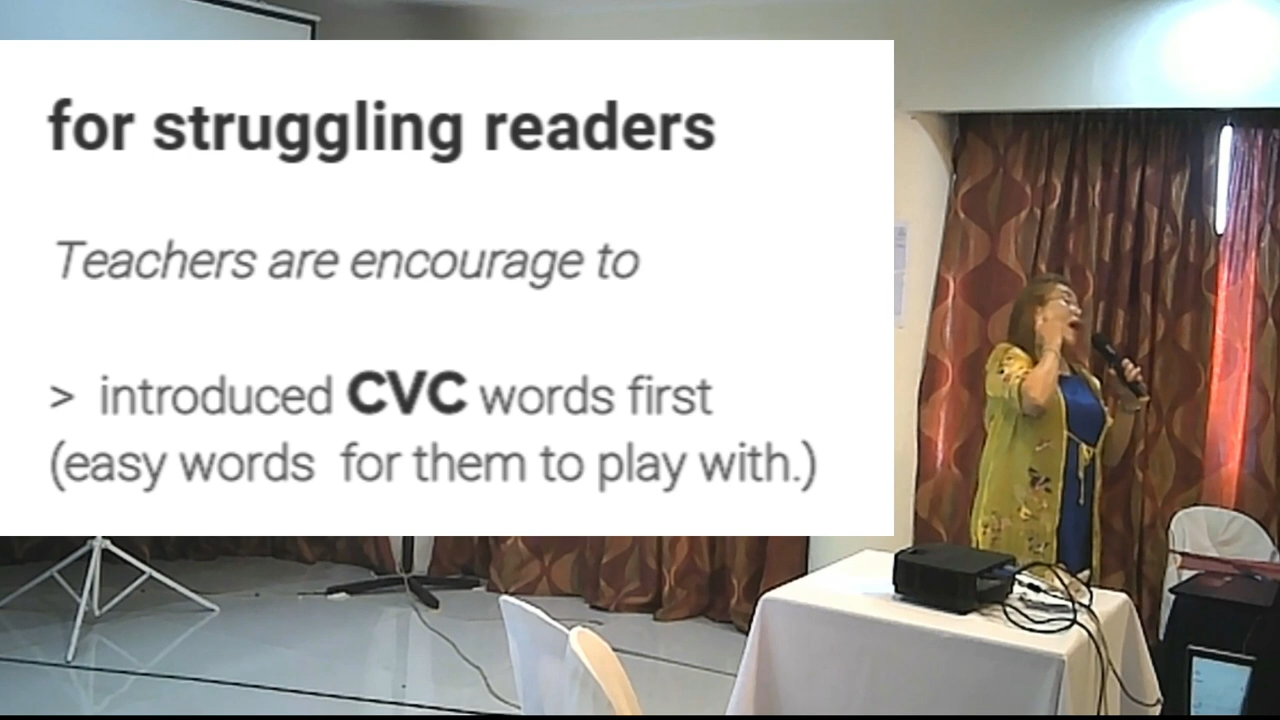 for struggling readers
Teachers are encourage to
> introduced CVC words first
(easy words for them to play with.)